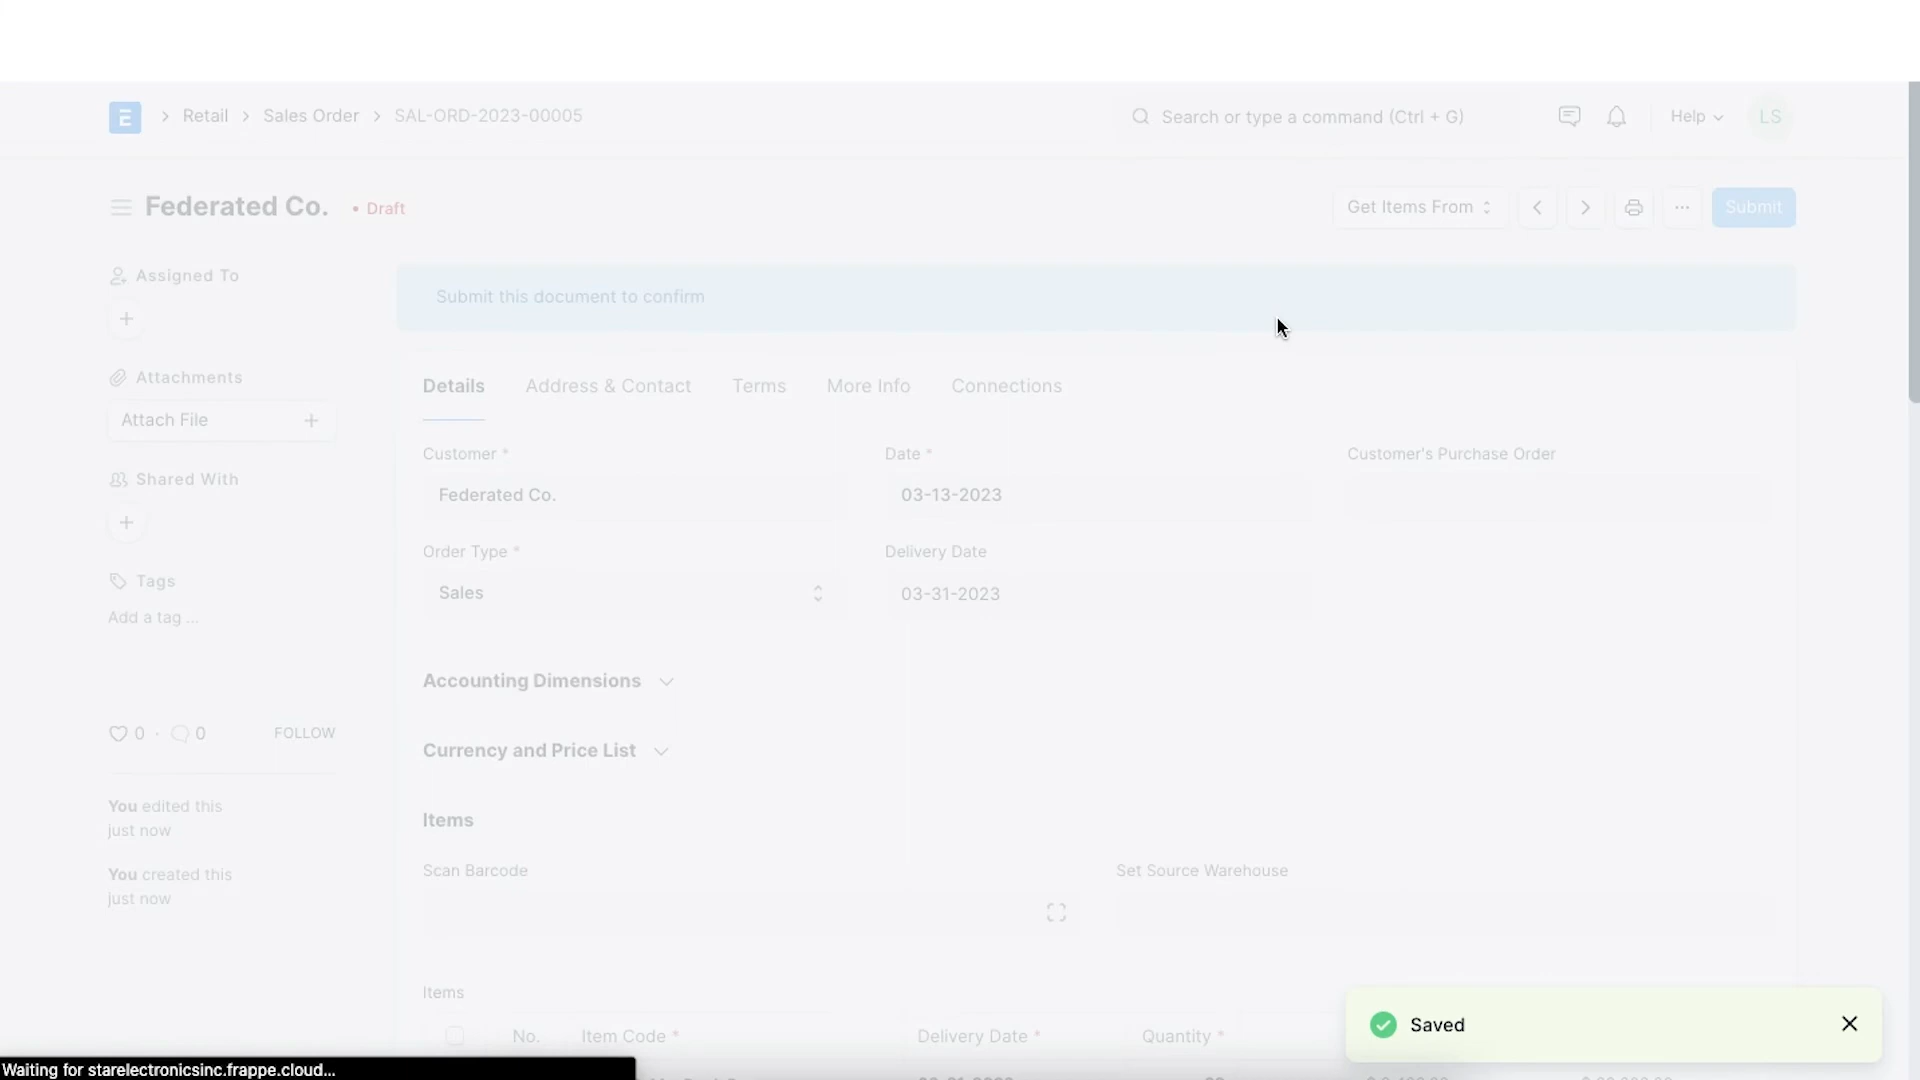 E > Retail > Sales Order > SAL-ORD-2023-00005
Search or type a command (Ctrl + G)
Help
LS
Federated Co.
• Draft
Get Items From
Submit
Assigned To
Attachments
Attach File
Shared With
Tags
Add a tag ...
0 · 0 FOLLOW
You edited this
just now
You created this
just now
Submit this document to confirm
Details Address & Contact Terms More Info Connections
Customer * Date * Customer's Purchase Order
Federated Co. 03-13-2023
Order Type * Delivery Date
Sales 03-31-2023
Accounting Dimensions
Currency and Price List
Items
Scan Barcode Set Source Warehouse
Items
No. Item Code * Delivery Date * Quantity *
Saved
Waiting for starelectronicsinc.frappe.cloud...